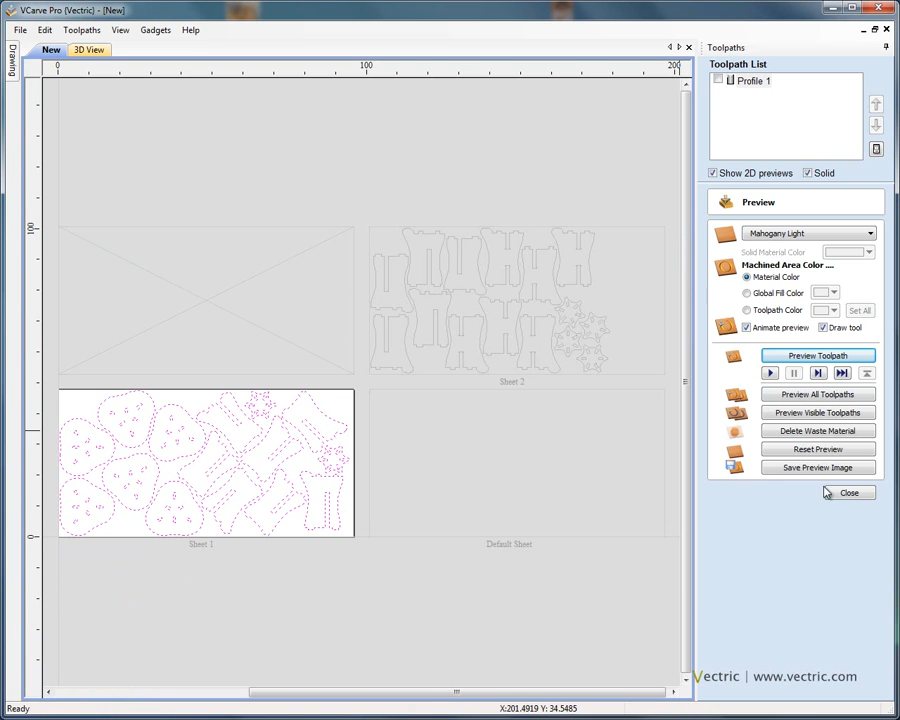 VCarve Pro (Vectric) - [New]
File Edit Toolpaths View Gadgets Help
Drawing
New 3D View
0 100 200
100
0
Sheet 2
Sheet 1
Default Sheet
Toolpaths
Toolpath List
Profile 1
Show 2D previews Solid
Preview
Mahogany Light
Solid Material Color
Machined Area Color ....
Material Color
Global Fill Color
Toolpath Color Set All
Animate preview Draw tool
Preview Toolpath
Preview All Toolpaths
Preview Visible Toolpaths
Delete Waste Material
Reset Preview
Save Preview Image
Close
Vectric | www.vectric.com
Ready X:201.4919 Y: 34.5485